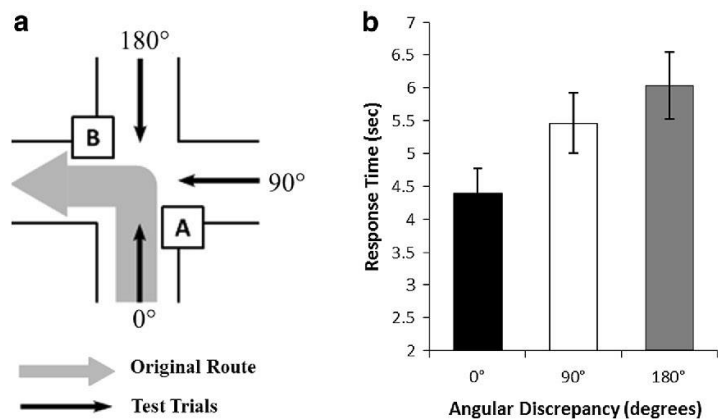 a
180°
B
90°
A
0°
Original Route
Test Trials
b
Response Time (sec)
7
6.5
6
5.5
5
4.5
4
3.5
3
2.5
2
0° 90° 180°
Angular Discrepancy (degrees)